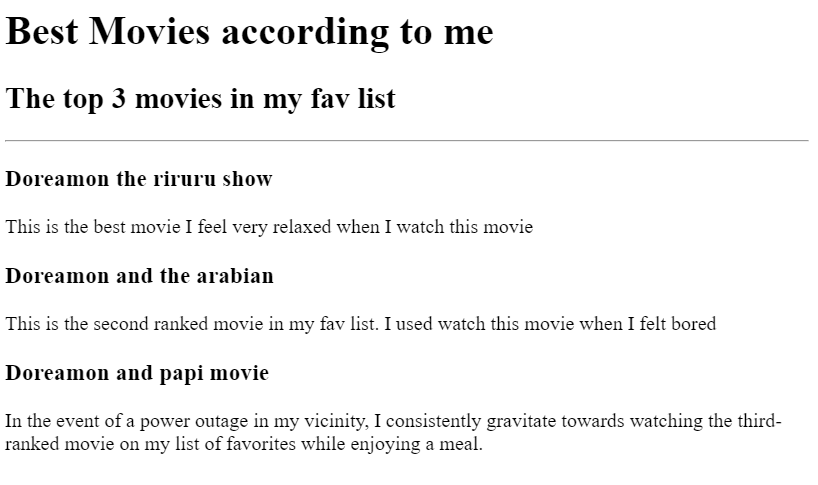 Best Movies according to me
The top 3 movies in my fav list
Doreamon the riruru show
This is the best movie I feel very relaxed when I watch this movie
Doreamon and the arabian
This is the second ranked movie in my fav list. I used watch this movie when I felt bored
Doreamon and papi movie
In the event of a power outage in my vicinity, I consistently gravitate towards watching the third-
ranked movie on my list of favorites while enjoying a meal.